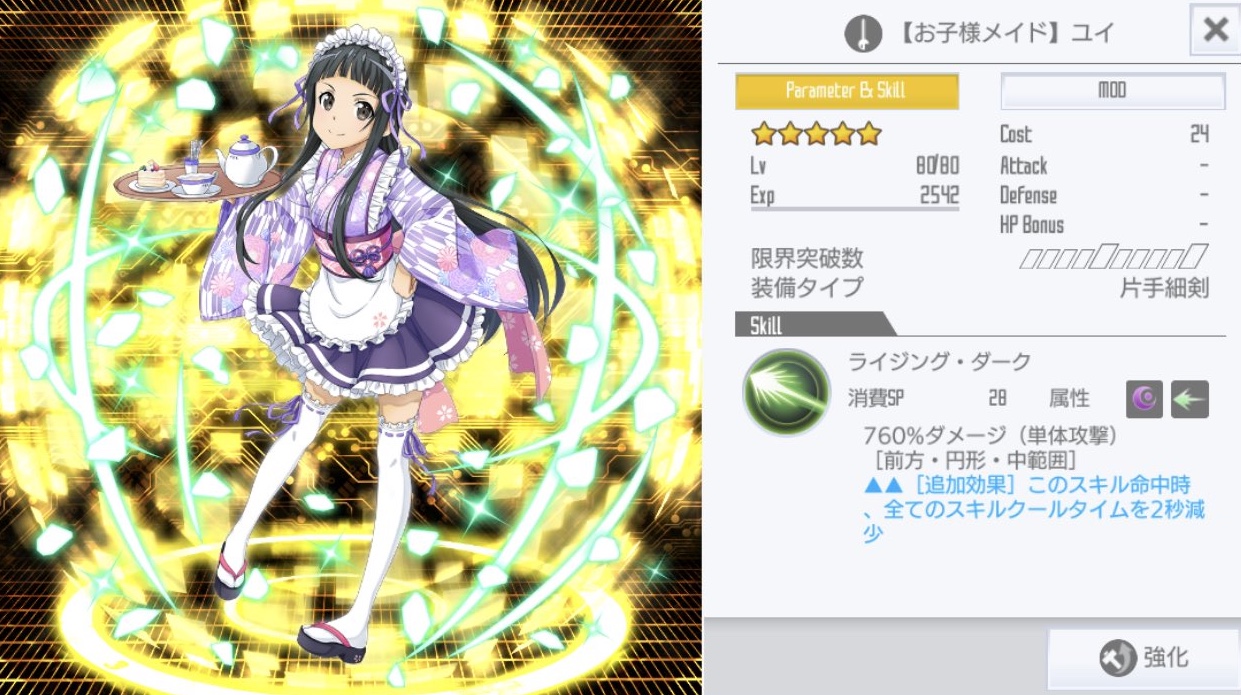 【お子様メイド】ユイ
Parameter & Skill
MOD
Lv 80/80
Exp 2542
Cost 24
Attack -
Defense -
HP Bonus -
限界突破数
装備タイプ 片手細剣
Skill
ライジング・ダーク
消費SP 28 属性
760%ダメージ（単体攻撃）
［前方・円形・中範囲］
▲▲［追加効果］このスキル命中時
、全てのスキルクールタイムを2秒減
少
強化